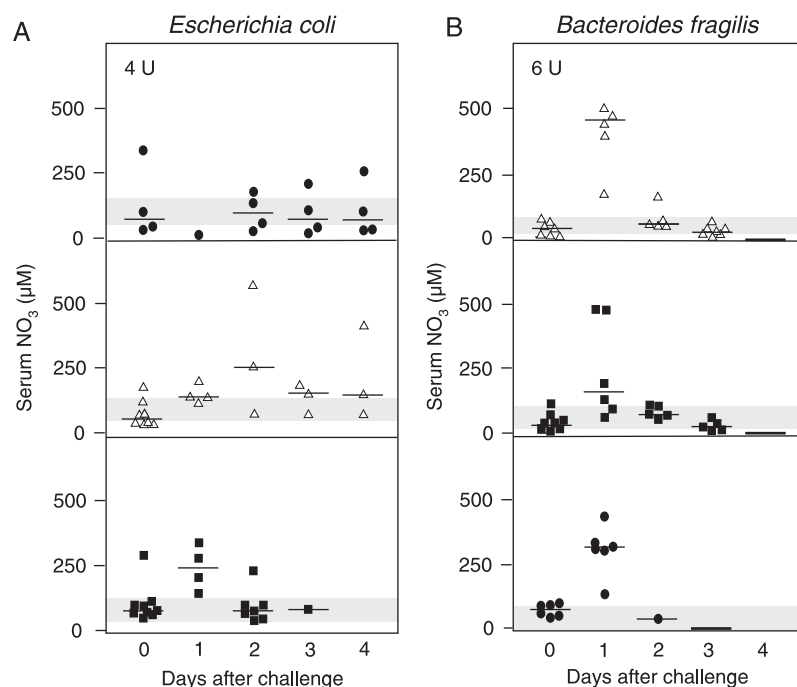 A
Escherichia coli
4 U
500
250
0
500
250
0
500
250
0
Serum NO3 (µM)
0 1 2 3 4
Days after challenge
B
Bacteroides fragilis
6 U
500
250
0
500
250
0
500
250
0
Serum NO3 (µM)
0 1 2 3 4
Days after challenge